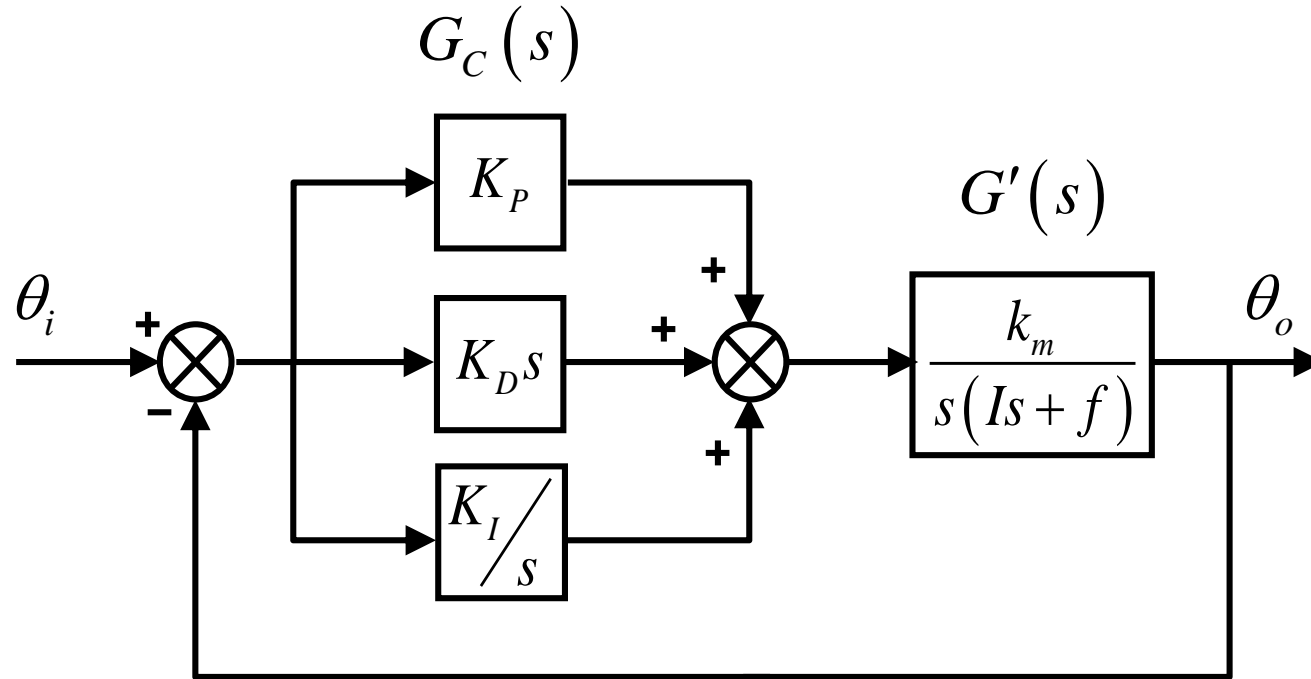 G_C(s)
K_P
G'(s)
θ_i
+
−
K_D s
+
+
+
k_m
s(Is + f)
θ_o
K_I/s